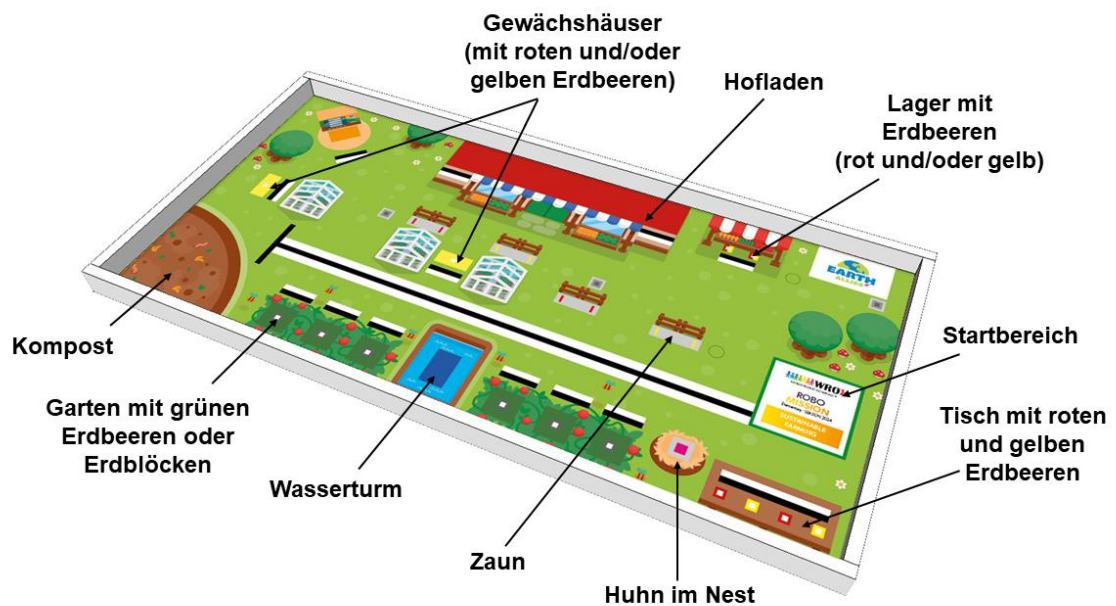 Gewächshäuser
(mit roten und/oder
gelben Erdbeeren)
Hofladen
Lager mit
Erdbeeren
(rot und/oder gelb)
EARTH
ALLIES
Startbereich
WRO
ROBO
MISSION
SUSTAINABLE
FARMING
Kompost
Garten mit grünen
Erdbeeren oder
Erdblöcken
Wasserturm
Zaun
Huhn im Nest
Tisch mit roten
und gelben
Erdbeeren